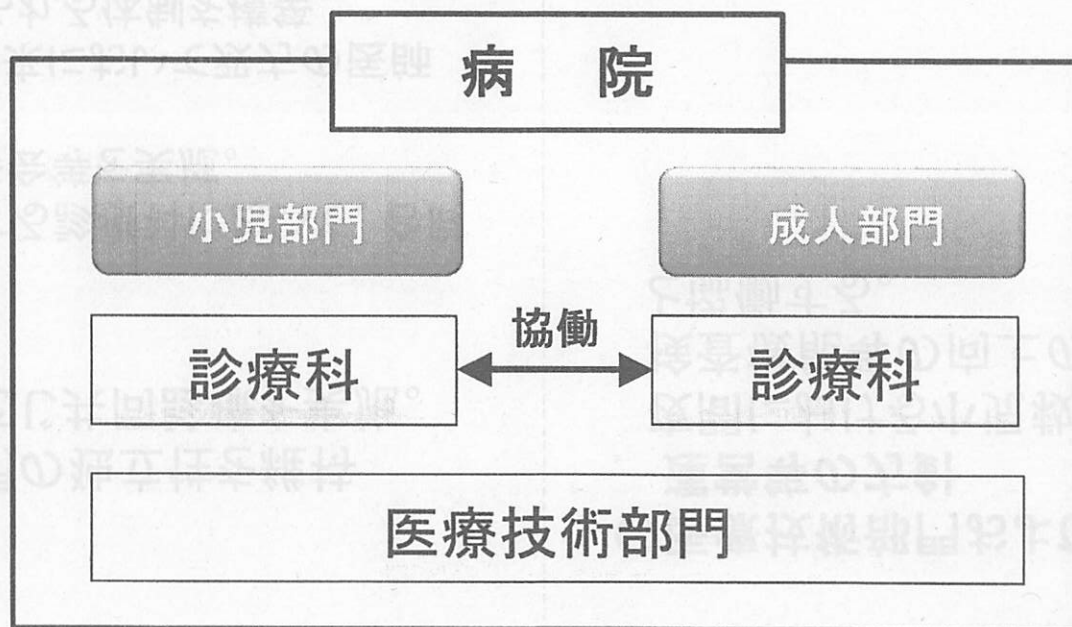 病 院
小児部門
成人部門
協働
診療科
診療科
医療技術部門